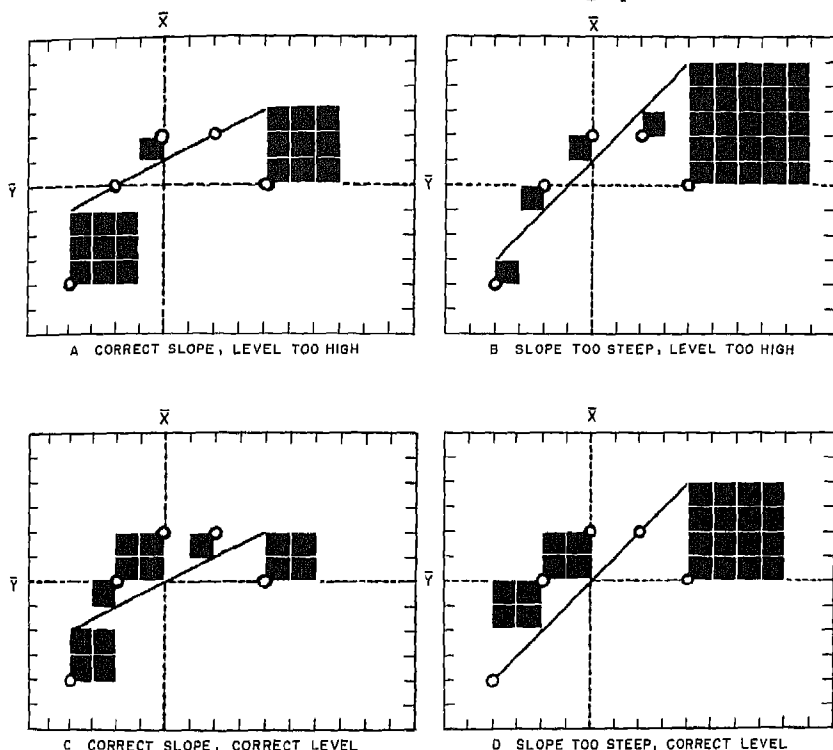 X̄
X̄
Ȳ
Ȳ
A CORRECT SLOPE, LEVEL TOO HIGH
B SLOPE TOO STEEP, LEVEL TOO HIGH
X̄
X̄
Ȳ
Ȳ
C CORRECT SLOPE, CORRECT LEVEL
D SLOPE TOO STEEP, CORRECT LEVEL